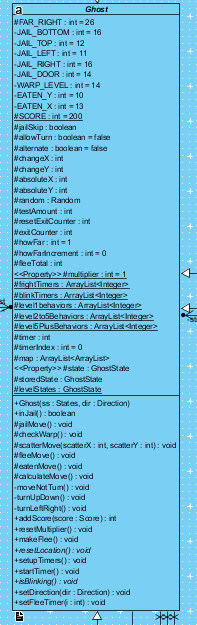 a
Ghost
#FAR_RIGHT : int = 26
-JAIL_BOTTOM : int = 16
-JAIL_TOP : int = 12
-JAIL_LEFT : int = 11
-JAIL_RIGHT : int = 16
-JAIL_DOOR : int = 14
-WARP_LEVEL : int = 14
-EATEN_Y : int = 10
-EATEN_X : int = 13
#SCORE : int = 200
#jailSkip : boolean
#allowTurn : boolean = false
#alternate : boolean = false
#changeX : int
#changeY : int
#absoluteX : int
#absoluteY : int
#random : Random
#testAmount : int
#resetExitCounter : int
#exitCounter : int
#howFar : int = 1
#howFarIncrement : int = 0
#fleeTotal : int
<<Property>> #multiplier : int = 1
#frightTimers : ArrayList<Integer>
#blinkTimers : ArrayList<Integer>
#level1behaviors : ArrayList<Integer>
#level2to5Behaviors : ArrayList<Integer>
#level5PlusBehaviors : ArrayList<Integer>
#timer : int
#timerIndex : int = 0
#map : ArrayList<ArrayList>
<<Property>> #state : GhostState
#storedState : GhostState
#levelStates : GhostState
+Ghost(ss : States, dir : Direction)
+inJail() : boolean
#jailMove() : void
#checkWarp() : void
#scatterMove(scatterX : int, scatterY : int) : void
#fleeMove() : void
#eatenMove() : void
#calculateMove() : void
-moveNotTurn() : void
-turnUpDown() : void
-turnLeftRight() : void
+addScore(score : Score) : int
+resetMultiplier() : void
+makeFlee() : void
+resetLocation() : void
+setupTimers() : void
+startTimer() : void
+isBlinking() : void
+setDirection(dir : Direction) : void
+setFleeTimer(i : int) : void